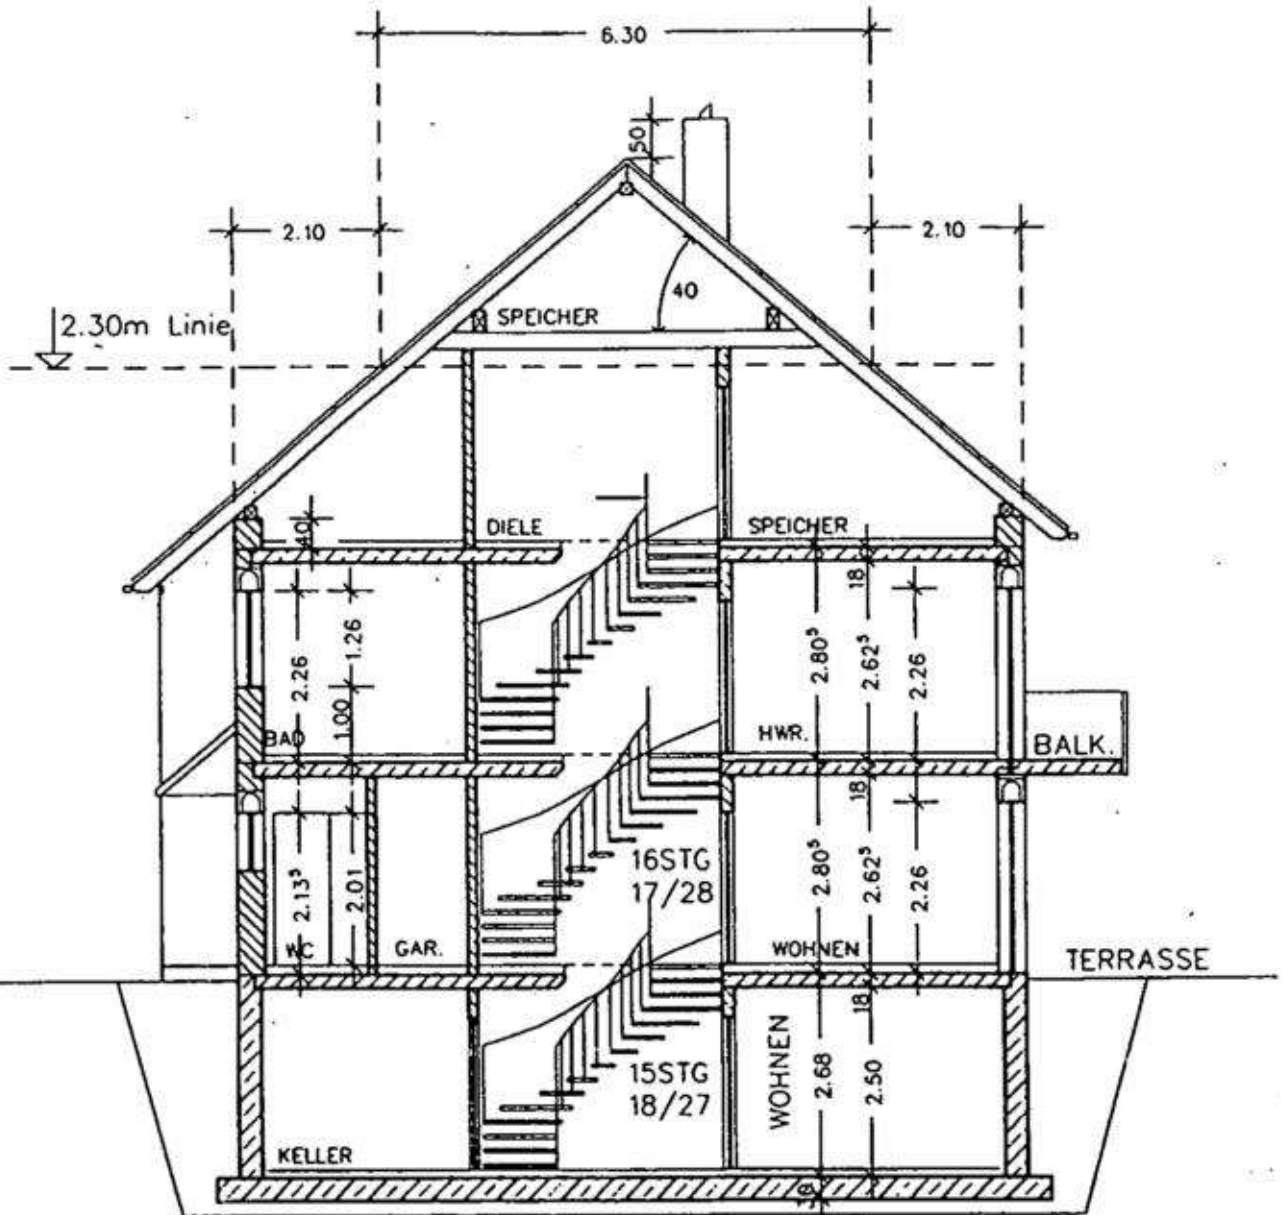 6.30
50
2.10
2.10
40
2.30m Linie
SPEICHER
40
DIELE
SPEICHER
18
2.26
1.26
2.80⁵
2.62⁵
2.26
1.00
BAD
HWR.
BALK.
18
16STG
17/28
2.80⁵
2.62⁵
2.26
2.13⁵
2.01
WC
GAR.
WOHNEN
TERRASSE
18
WOHNEN
15STG
18/27
2.68
2.50
KELLER